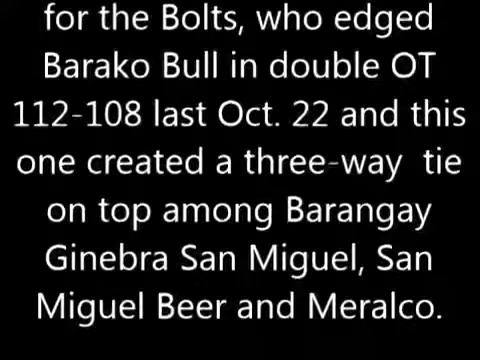 for the Bolts, who edged
Barako Bull in double OT
112-108 last Oct. 22 and this
one created a three-way  tie
on top among Barangay
Ginebra San Miguel, San
Miguel Beer and Meralco.